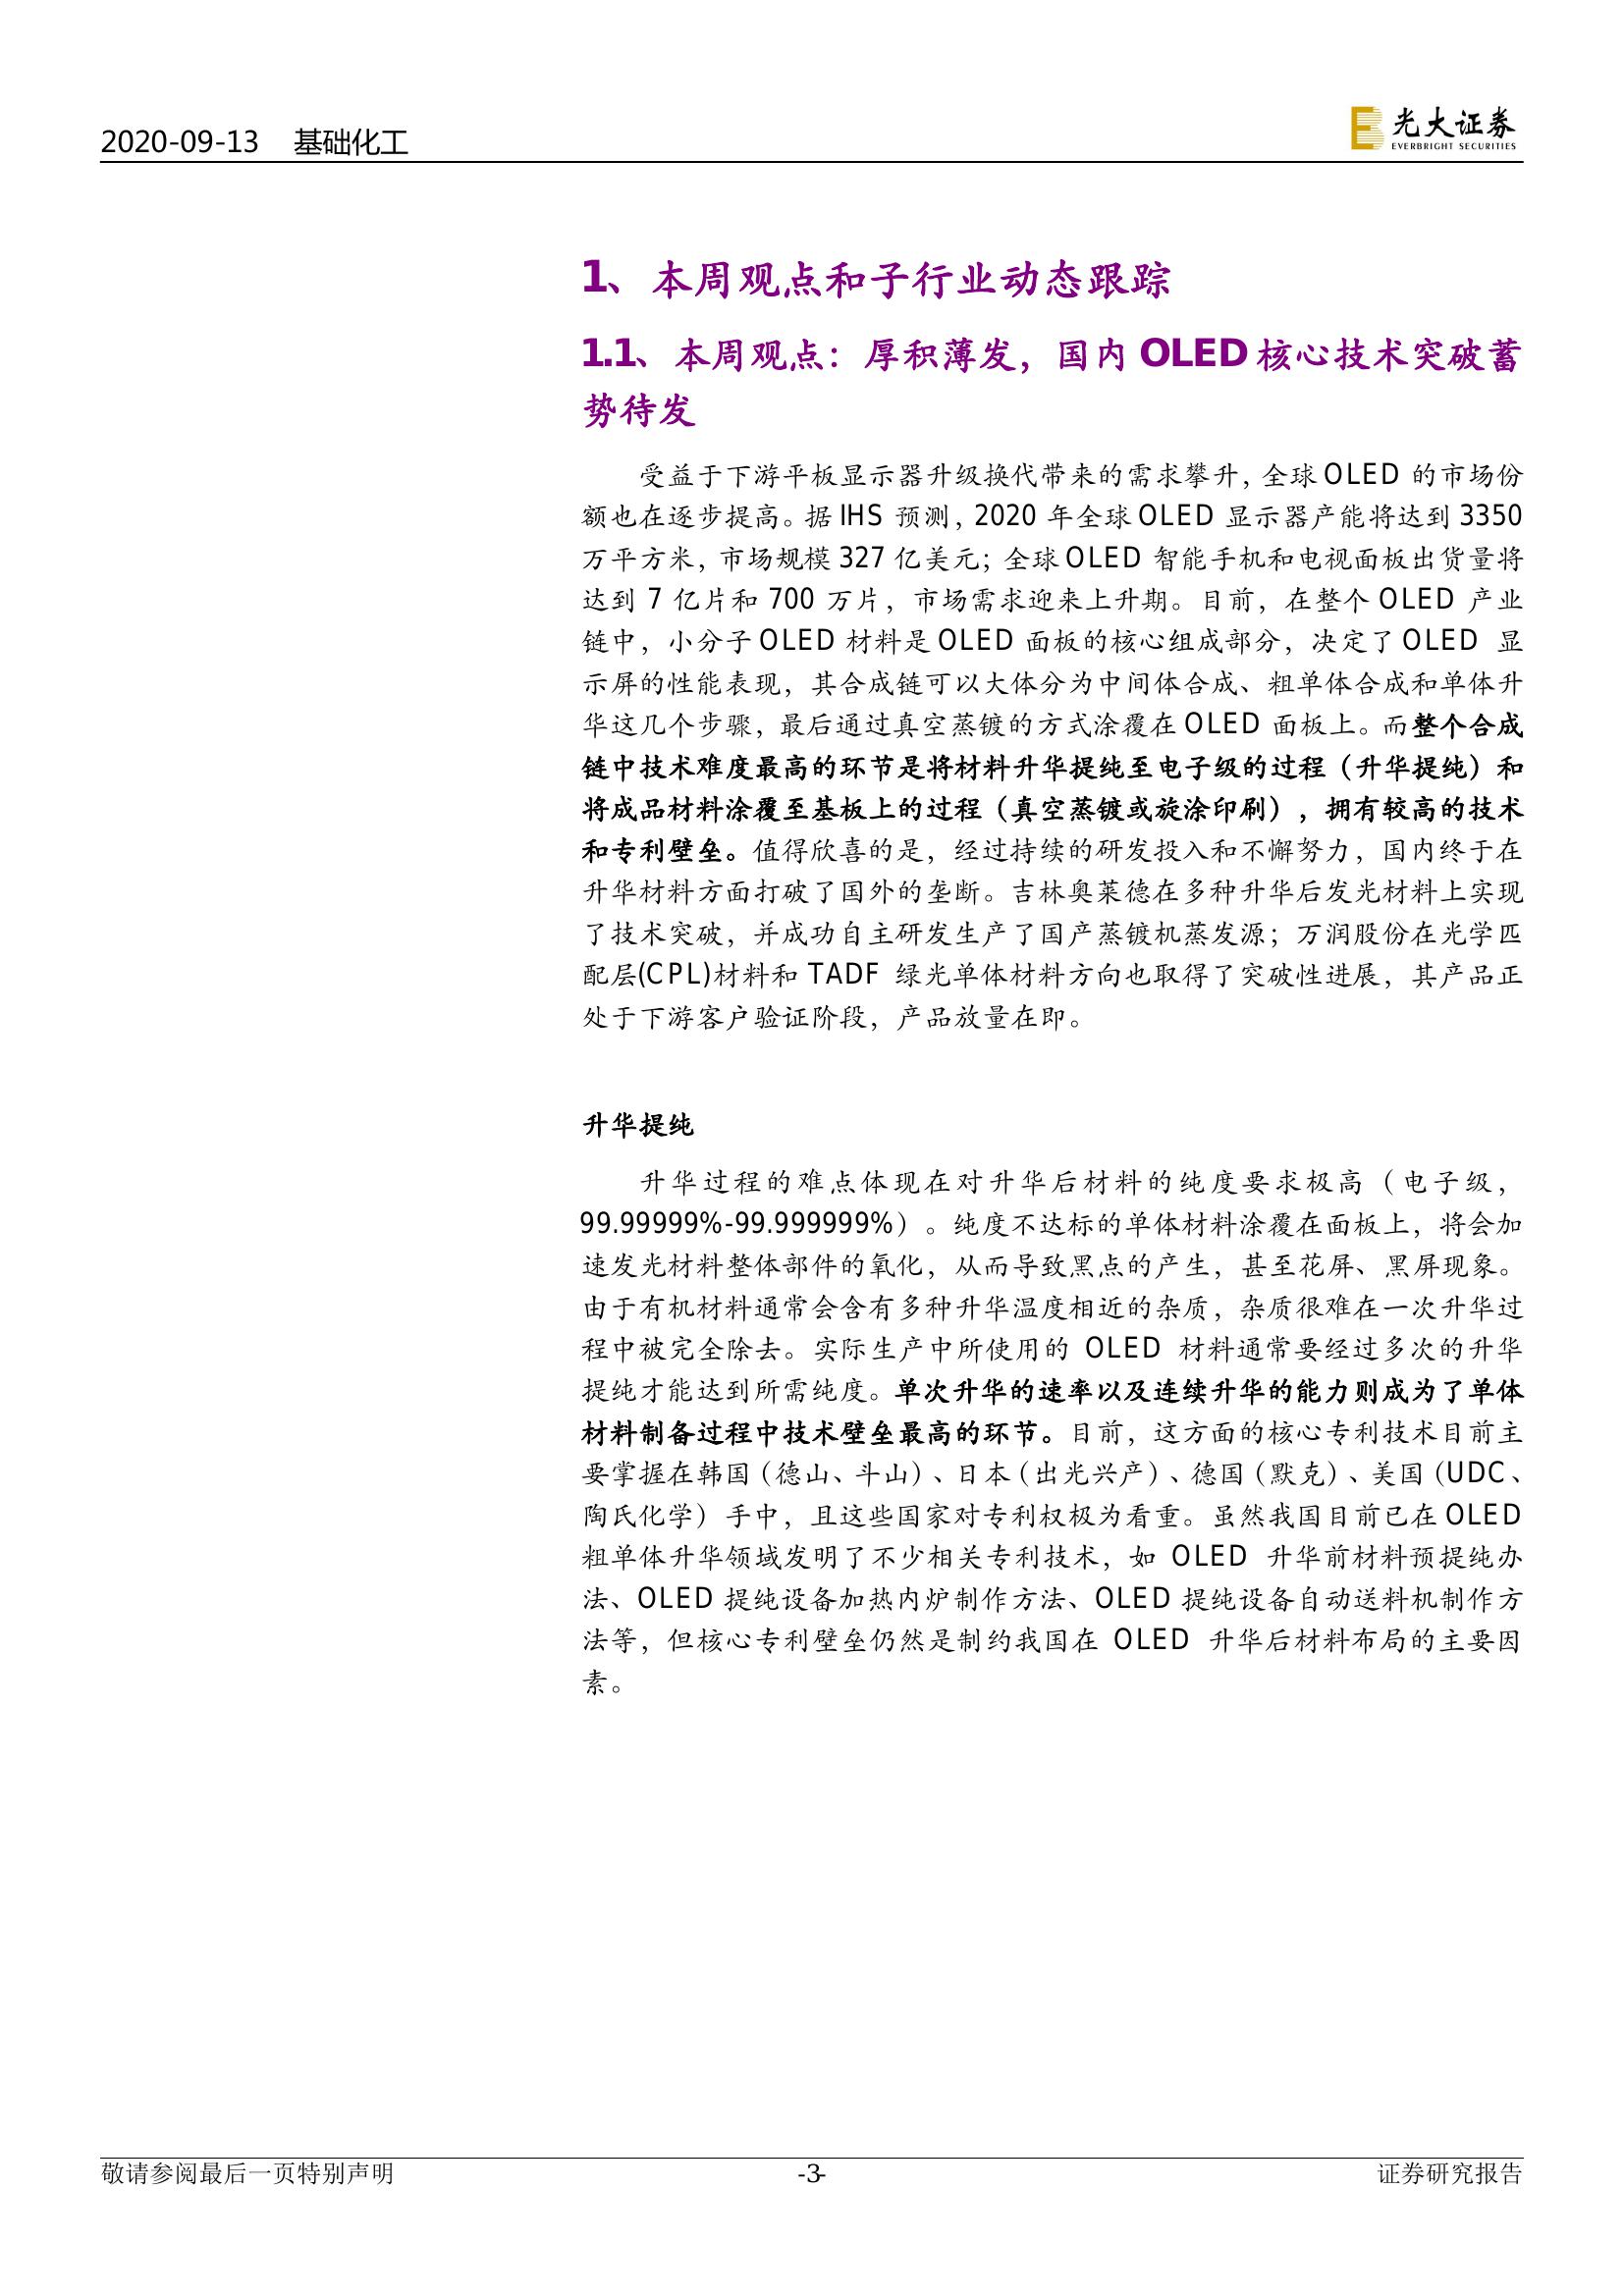 2020-09-13 基础化工
光大证券
EVERBRIGHT SECURITIES
1、本周观点和子行业动态跟踪
1.1、本周观点：厚积薄发，国内 OLED 核心技术突破蓄
势待发
受益于下游平板显示器升级换代带来的需求攀升，全球 OLED 的市场份
额也在逐步提高。据 IHS 预测，2020 年全球 OLED 显示器产能将达到 3350
万平方米，市场规模 327 亿美元；全球 OLED 智能手机和电视面板出货量将
达到 7 亿片和 700 万片，市场需求迎来上升期。目前，在整个 OLED 产业
链中，小分子 OLED 材料是 OLED 面板的核心组成部分，决定了 OLED 显
示屏的性能表现，其合成链可以大体分为中间体合成、粗单体合成和单体升
华这几个步骤，最后通过真空蒸镀的方式涂覆在 OLED 面板上。而整个合成
链中技术难度最高的环节是将材料升华提纯至电子级的过程（升华提纯）和
将成品材料涂覆至基板上的过程（真空蒸镀或旋涂印刷），拥有较高的技术
和专利壁垒。值得欣喜的是，经过持续的研发投入和不懈努力，国内终于在
升华材料方面打破了国外的垄断。吉林奥莱德在多种升华后发光材料上实现
了技术突破，并成功自主研发生产了国产蒸镀机蒸发源；万润股份在光学匹
配层(CPL)材料和 TADF 绿光单体材料方向也取得了突破性进展，其产品正
处于下游客户验证阶段，产品放量在即。
升华提纯
升华过程的难点体现在对升华后材料的纯度要求极高（电子级，
99.99999%-99.999999%）。纯度不达标的单体材料涂覆在面板上，将会加
速发光材料整体部件的氧化，从而导致黑点的产生，甚至花屏、黑屏现象。
由于有机材料通常会含有多种升华温度相近的杂质，杂质很难在一次升华过
程中被完全除去。实际生产中所使用的 OLED 材料通常要经过多次的升华
提纯才能达到所需纯度。单次升华的速率以及连续升华的能力则成为了单体
材料制备过程中技术壁垒最高的环节。目前，这方面的核心专利技术目前主
要掌握在韩国（德山、斗山）、日本（出光兴产）、德国（默克）、美国（UDC、
陶氏化学）手中，且这些国家对专利权极为看重。虽然我国目前已在 OLED
粗单体升华领域发明了不少相关专利技术，如 OLED 升华前材料预提纯办
法、OLED 提纯设备加热内炉制作方法、OLED 提纯设备自动送料机制作方
法等，但核心专利壁垒仍然是制约我国在 OLED 升华后材料布局的主要因
素。
敬请参阅最后一页特别声明 -3- 证券研究报告